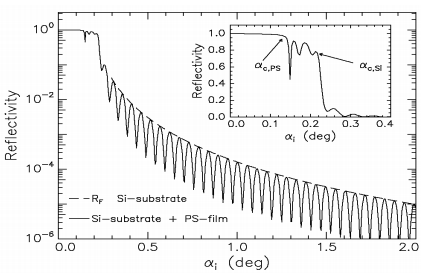 Reflectivity
10⁰
10⁻²
10⁻⁴
10⁻⁶
0.0 0.5 1.0 1.5 2.0
αᵢ (deg)
– –R_F Si-substrate
— Si-substrate + PS-film
Reflectivity
1.0
0.8
0.6
0.4
0.2
0.0
0.0 0.1 0.2 0.3 0.4
αᵢ (deg)
α_c,PS
α_c,Si